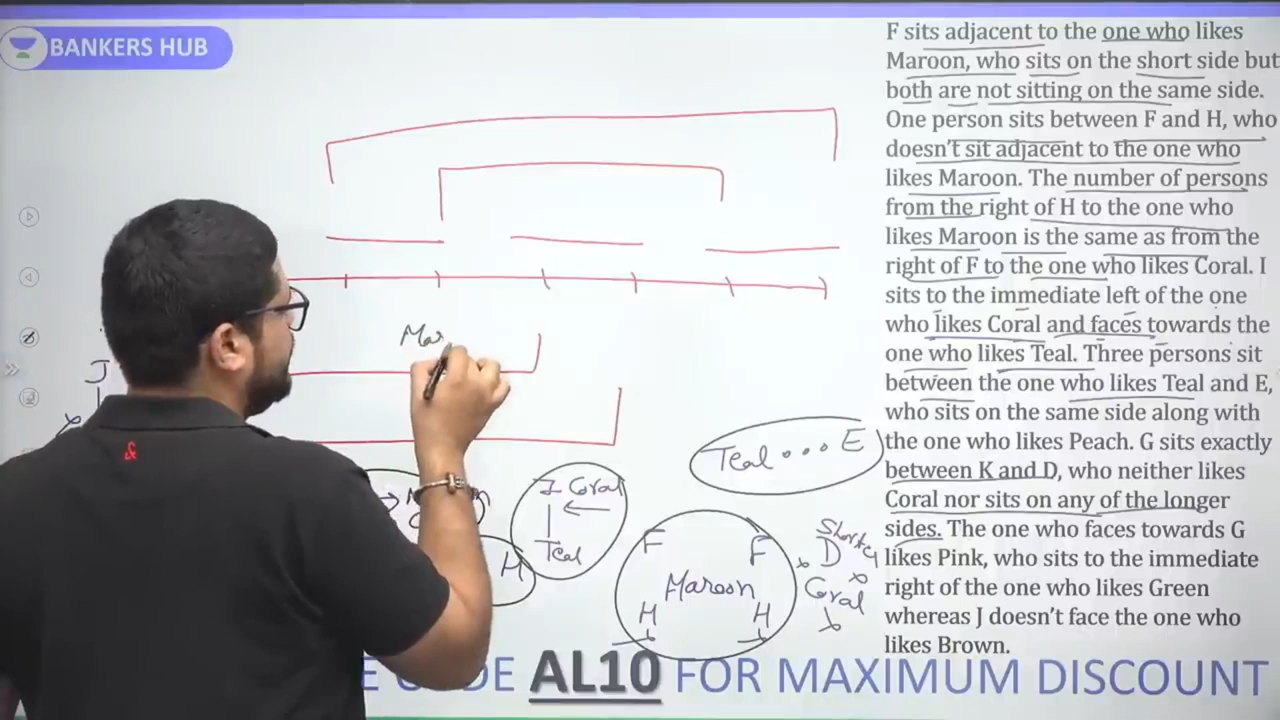 BANKERS HUB
F sits adjacent to the one who likes
Maroon, who sits on the short side but
both are not sitting on the same side.
One person sits between F and H, who
doesn't sit adjacent to the one who
likes Maroon. The number of persons
from the right of H to the one who
likes Maroon is the same as from the
right of F to the one who likes Coral. I
sits to the immediate left of the one
who likes Coral and faces towards the
one who likes Teal. Three persons sit
between the one who likes Teal and E,
who sits on the same side along with
the one who likes Peach. G sits exactly
between K and D, who neither likes
Coral nor sits on any of the longer
sides. The one who faces towards G
likes Pink, who sits to the immediate
right of the one who likes Green
whereas J doesn't face the one who
likes Brown.
Mar
J
I Coral
Teal
H
Teal . . . E
F F
Maroon
H H
Shorter
D
Coral
AL10 FOR MAXIMUM DISCOUNT